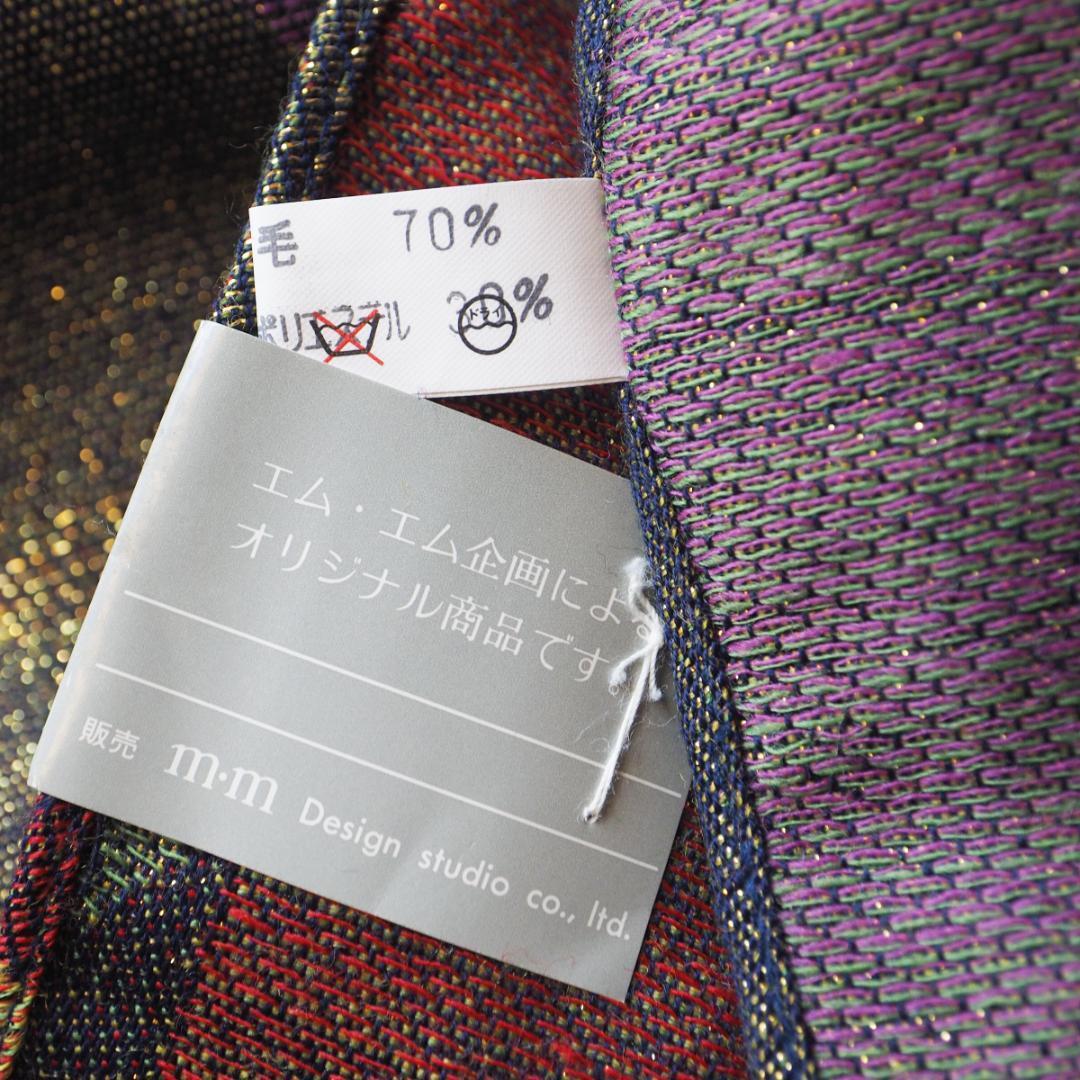 毛 70%
ポリエステル 30%
ドライ
エム・エム企画による
オリジナル商品です。
販売 m·m Design studio co., ltd.